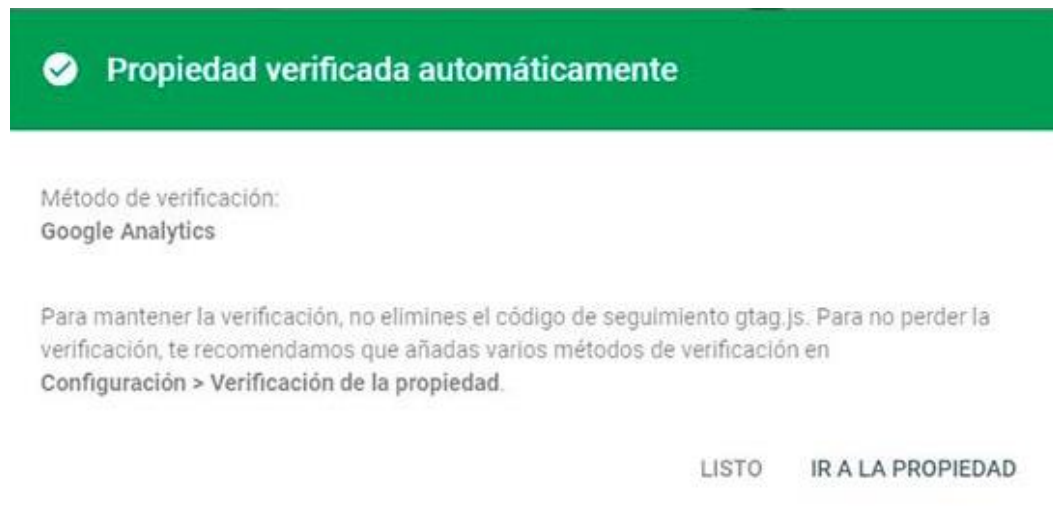 Propiedad verificada automáticamente
Método de verificación:
Google Analytics
Para mantener la verificación, no elimines el código de seguimiento gtag.js. Para no perder la
verificación, te recomendamos que añadas varios métodos de verificación en
Configuración > Verificación de la propiedad.
LISTO IR A LA PROPIEDAD